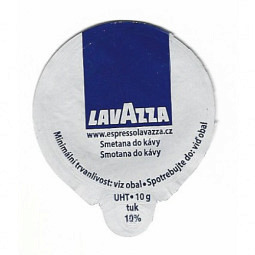 LAVAZZA
www.espressolavazza.cz
Smetana do kávy
Smotana do kávy
Minimální trvanlivost: viz obal • Spotrebujte do: viď obal
UHT • 10 g
tuk
10%